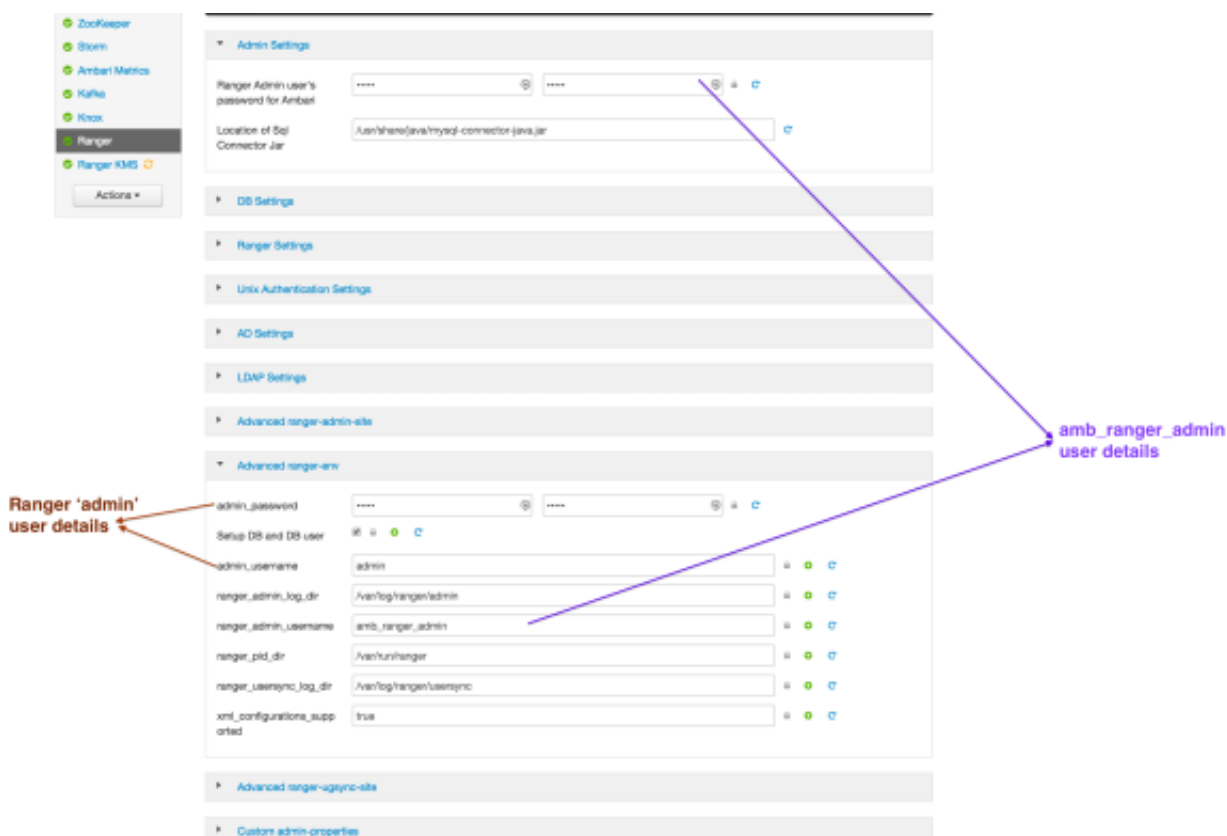 ZooKeeper
Storm
Ambari Metrics
Kafka
Knox
Ranger
Ranger KMS
Actions
Admin Settings
Ranger Admin user's
password for Ambari
Location of Sql
Connector Jar
/usr/share/java/mysql-connector-java.jar
DB Settings
Ranger Settings
Unix Authentication Settings
AD Settings
LDAP Settings
Advanced ranger-admin-site
Advanced ranger-env
admin_password
Setup DB and DB user
admin_username
admin
ranger_admin_log_dir
/var/log/ranger/admin
ranger_admin_username
amb_ranger_admin
ranger_pid_dir
/var/run/ranger
ranger_usersync_log_dir
/var/log/ranger/usersync
xml_configurations_supp
orted
true
Advanced ranger-ugsync-site
Custom admin-properties
Ranger ‘admin’
user details
amb_ranger_admin
user details